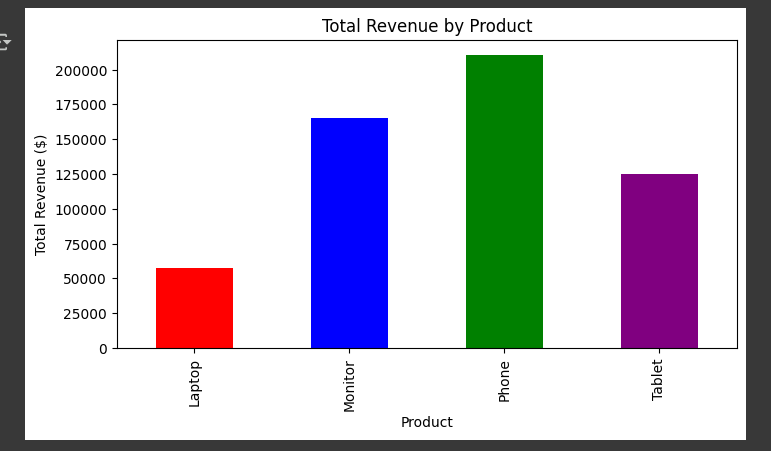 Total Revenue by Product
Total Revenue ($)
200000
175000
150000
125000
100000
75000
50000
25000
0
Laptop
Monitor
Phone
Tablet
Product